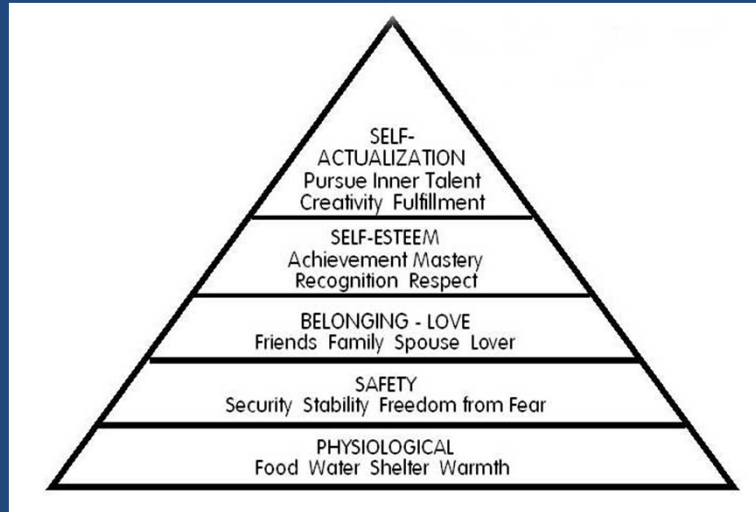 SELF-
ACTUALIZATION
Pursue Inner Talent
Creativity Fulfillment
SELF-ESTEEM
Achievement Mastery
Recognition Respect
BELONGING - LOVE
Friends Family Spouse Lover
SAFETY
Security Stability Freedom from Fear
PHYSIOLOGICAL
Food Water Shelter Warmth